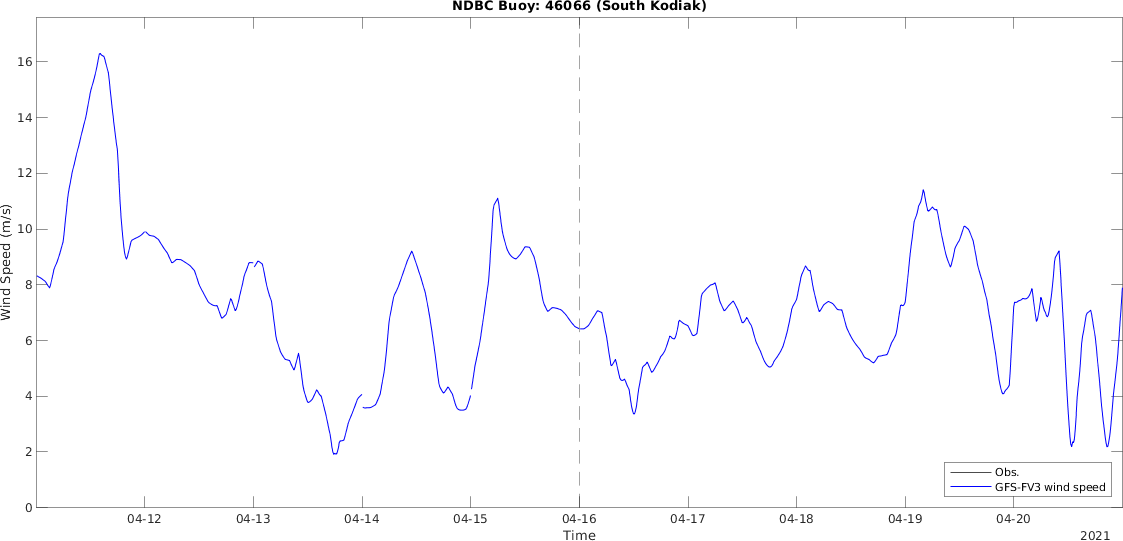 NDBC Buoy: 46066 (South Kodiak)
Wind Speed (m/s)
16
14
12
10
8
6
4
2
0
04-12 04-13 04-14 04-15 04-16 04-17 04-18 04-19 04-20
Time
2021
Obs.
GFS-FV3 wind speed